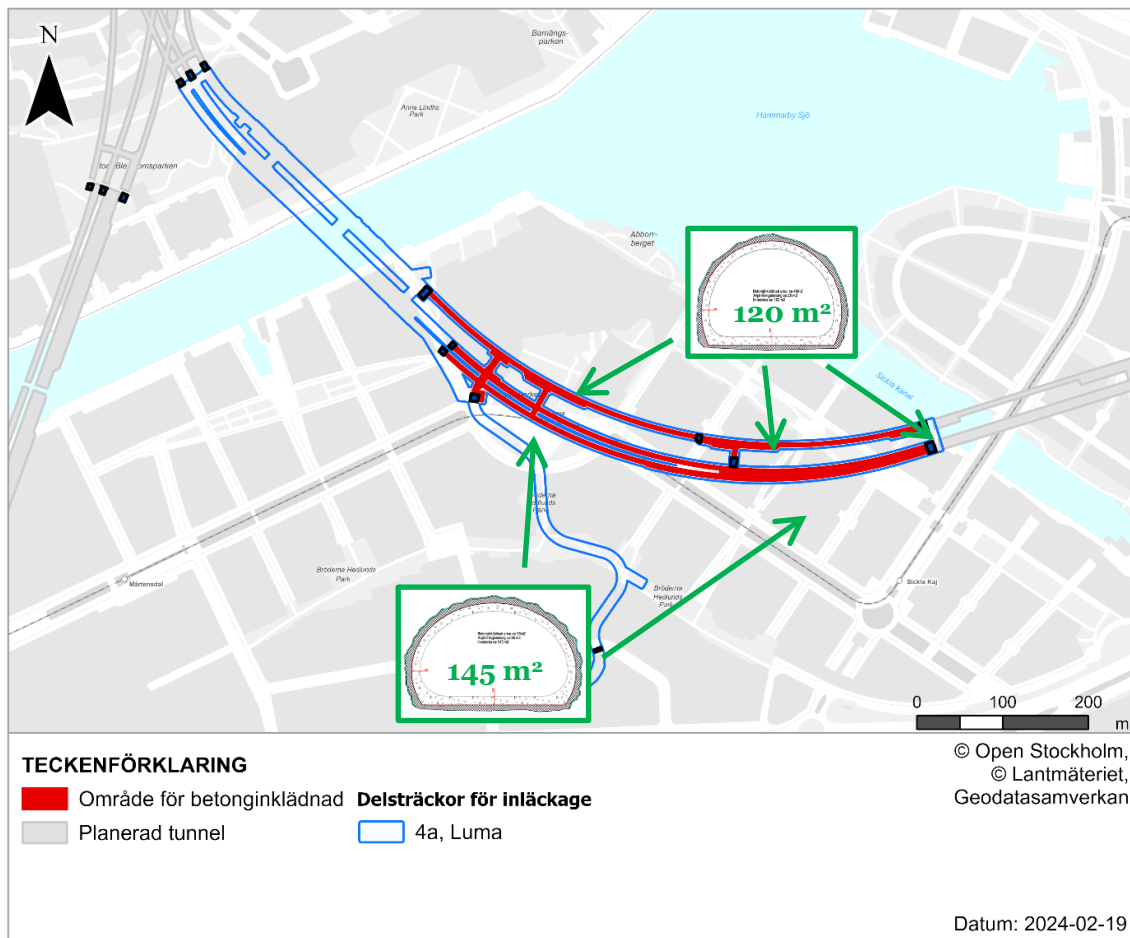 N
Barnängs-
parken
Anna Lindhs
Park
Hammarby Sjö
Abborr-
berget
120 m²
Sickla kanal
Bröderna Hedlunds
Park
Mårtensdal
Bröderna
Hedlunds
Park
Sickla Kaj
145 m²
0 100 200
m
TECKENFÖRKLARING
Område för betonginklädnad
Planerad tunnel
Delsträckor för inläckage
4a, Luma
© Open Stockholm,
© Lantmäteriet,
Geodatasamverkan
Datum: 2024-02-19